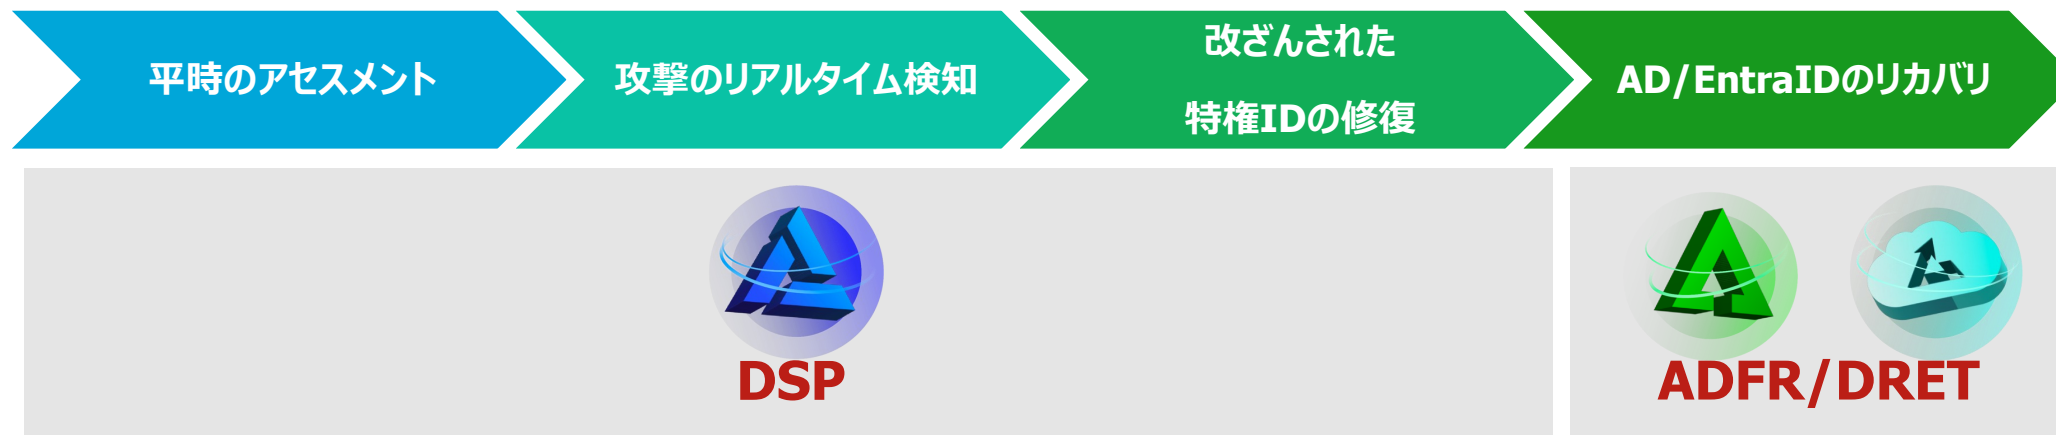 平時のアセスメント
攻撃のリアルタイム検知
改ざんされた
特権IDの修復
AD/EntraIDのリカバリ
DSP
ADFR/DRET